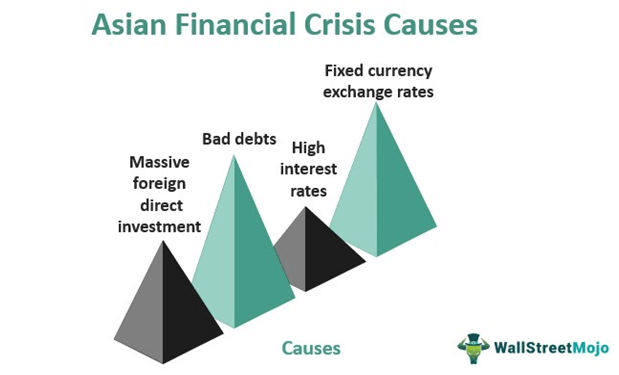 Asian Financial Crisis Causes
Massive
foreign
direct
investment
Bad debts
High
interest
rates
Fixed currency
exchange rates
Causes
WallStreetMojo